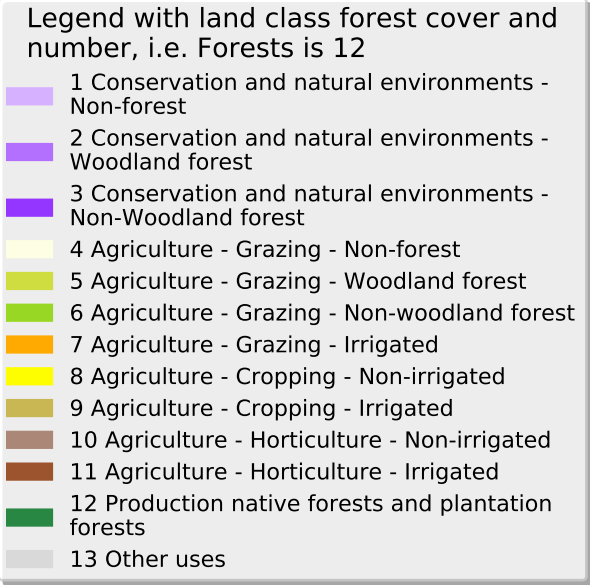 Legend with land class forest cover and
number, i.e. Forests is 12
1 Conservation and natural environments -
Non-forest
2 Conservation and natural environments -
Woodland forest
3 Conservation and natural environments -
Non-Woodland forest
4 Agriculture - Grazing - Non-forest
5 Agriculture - Grazing - Woodland forest
6 Agriculture - Grazing - Non-woodland forest
7 Agriculture - Grazing - Irrigated
8 Agriculture - Cropping - Non-irrigated
9 Agriculture - Cropping - Irrigated
10 Agriculture - Horticulture - Non-irrigated
11 Agriculture - Horticulture - Irrigated
12 Production native forests and plantation
forests
13 Other uses